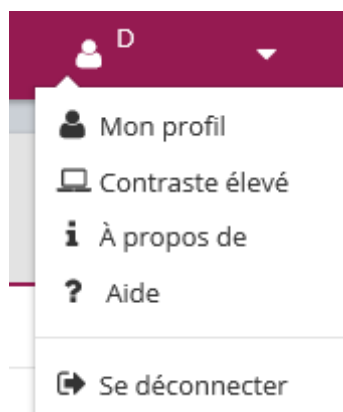 D
Mon profil
Contraste élevé
À propos de
Aide
Se déconnecter